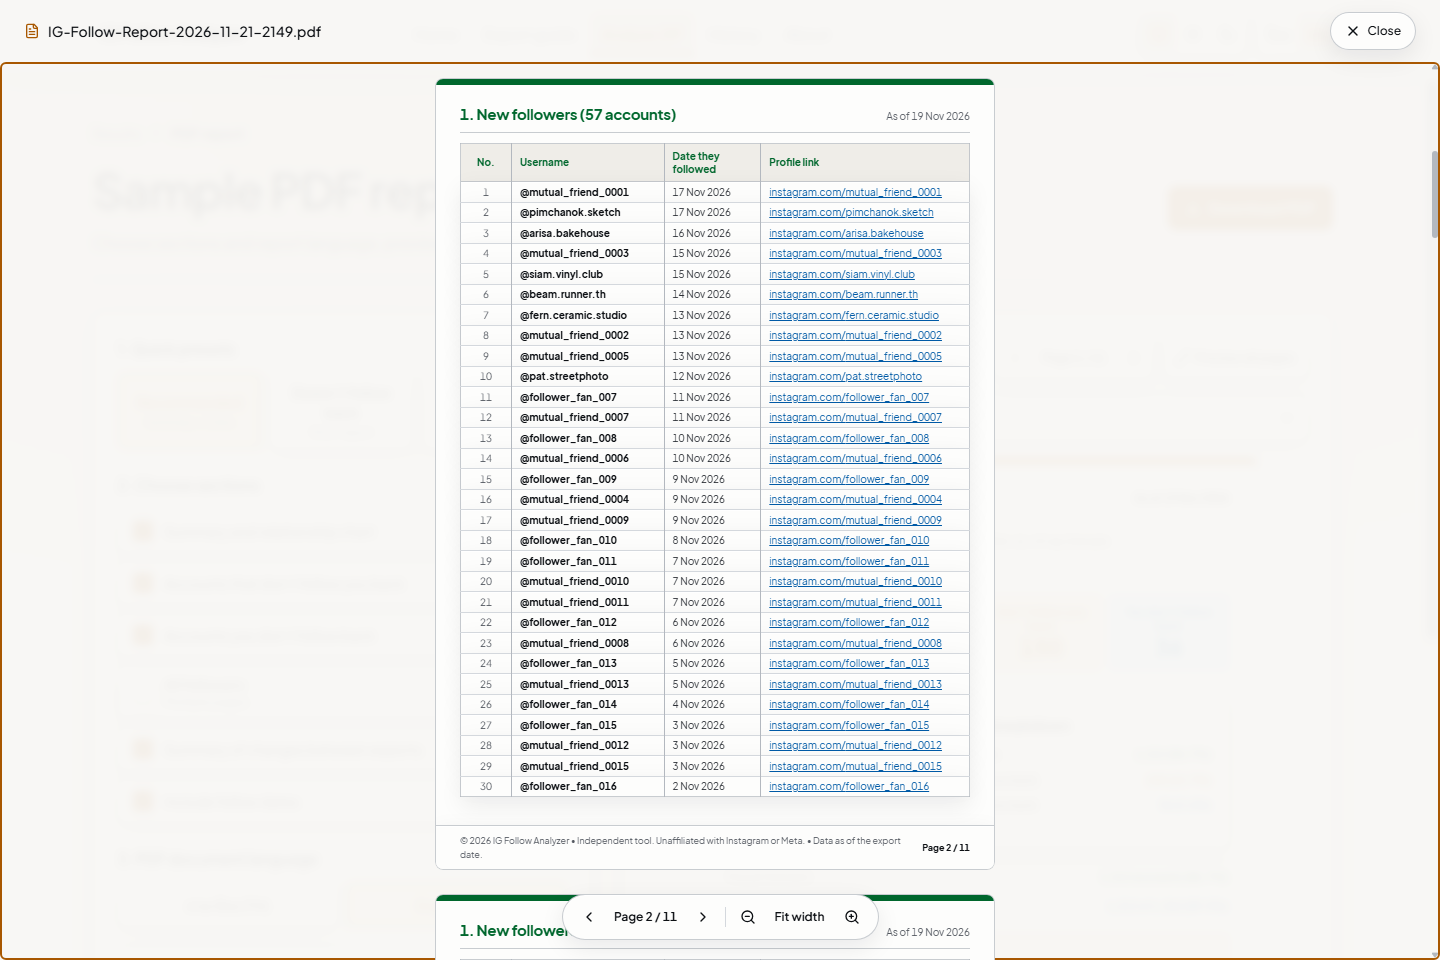 IG-Follow-Report-2026-11-21-2149.pdf
Close
1. New followers (57 accounts)
As of 19 Nov 2026
No. Username Date they followed Profile link
1 @mutual_friend_0001 17 Nov 2026 instagram.com/mutual_friend_0001
2 @pimchanok.sketch 17 Nov 2026 instagram.com/pimchanok.sketch
3 @arisa.bakehouse 16 Nov 2026 instagram.com/arisa.bakehouse
4 @mutual_friend_0003 15 Nov 2026 instagram.com/mutual_friend_0003
5 @siam.vinyl.club 15 Nov 2026 instagram.com/siam.vinyl.club
6 @beam.runner.th 14 Nov 2026 instagram.com/beam.runner.th
7 @fern.ceramic.studio 13 Nov 2026 instagram.com/fern.ceramic.studio
8 @mutual_friend_0002 13 Nov 2026 instagram.com/mutual_friend_0002
9 @mutual_friend_0005 13 Nov 2026 instagram.com/mutual_friend_0005
10 @pat.streetphoto 12 Nov 2026 instagram.com/pat.streetphoto
11 @follower_fan_007 11 Nov 2026 instagram.com/follower_fan_007
12 @mutual_friend_0007 11 Nov 2026 instagram.com/mutual_friend_0007
13 @follower_fan_008 10 Nov 2026 instagram.com/follower_fan_008
14 @mutual_friend_0006 10 Nov 2026 instagram.com/mutual_friend_0006
15 @follower_fan_009 9 Nov 2026 instagram.com/follower_fan_009
16 @mutual_friend_0004 9 Nov 2026 instagram.com/mutual_friend_0004
17 @mutual_friend_0009 9 Nov 2026 instagram.com/mutual_friend_0009
18 @follower_fan_010 8 Nov 2026 instagram.com/follower_fan_010
19 @follower_fan_011 7 Nov 2026 instagram.com/follower_fan_011
20 @mutual_friend_0010 7 Nov 2026 instagram.com/mutual_friend_0010
21 @mutual_friend_0011 7 Nov 2026 instagram.com/mutual_friend_0011
22 @follower_fan_012 6 Nov 2026 instagram.com/follower_fan_012
23 @mutual_friend_0008 6 Nov 2026 instagram.com/mutual_friend_0008
24 @follower_fan_013 5 Nov 2026 instagram.com/follower_fan_013
25 @mutual_friend_0013 5 Nov 2026 instagram.com/mutual_friend_0013
26 @follower_fan_014 4 Nov 2026 instagram.com/follower_fan_014
27 @follower_fan_015 3 Nov 2026 instagram.com/follower_fan_015
28 @mutual_friend_0012 3 Nov 2026 instagram.com/mutual_friend_0012
29 @mutual_friend_0015 3 Nov 2026 instagram.com/mutual_friend_0015
30 @follower_fan_016 2 Nov 2026 instagram.com/follower_fan_016
© 2026 IG Follow Analyzer • Independent tool. Unaffiliated with Instagram or Meta. • Data as of the export
date.
Page 2 / 11
Sample PDF rep
1. New follower
As of 19 Nov 2026
Page 2 / 11
Fit width